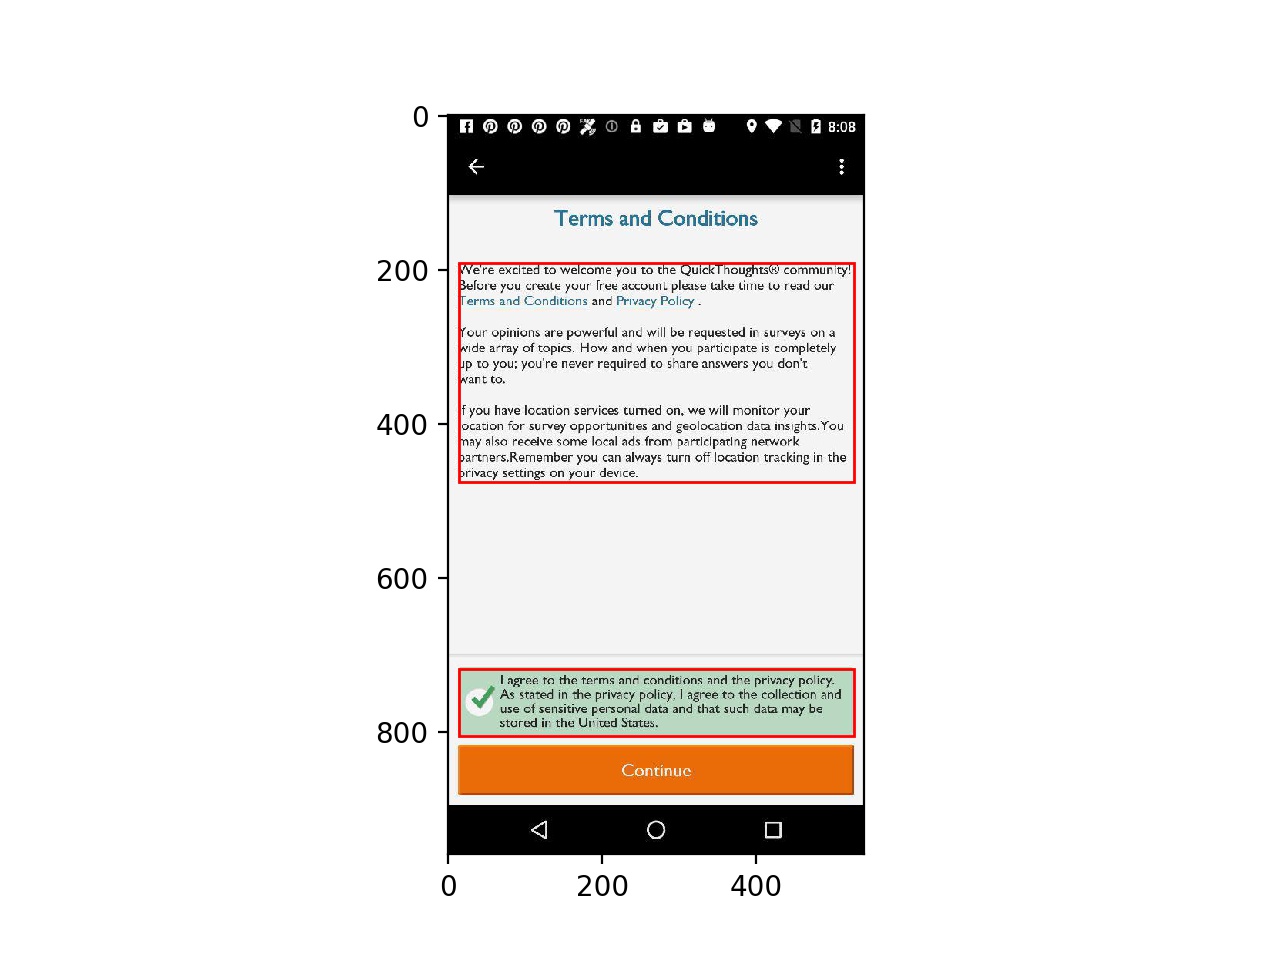 8:08
Terms and Conditions
We're excited to welcome you to the QuickThoughts® community!
Before you create your free account please take time to read our
Terms and Conditions and Privacy Policy .
Your opinions are powerful and will be requested in surveys on a
wide array of topics. How and when you participate is completely
up to you; you're never required to share answers you don't
want to.
If you have location services turned on, we will monitor your
location for survey opportunities and geolocation data insights.You
may also receive some local ads from participating network
partners.Remember you can always turn off location tracking in the
privacy settings on your device.
I agree to the terms and conditions and the privacy policy.
As stated in the privacy policy, I agree to the collection and
use of sensitive personal data and that such data may be
stored in the United States.
Continue
0
200
400
600
800
0 200 400